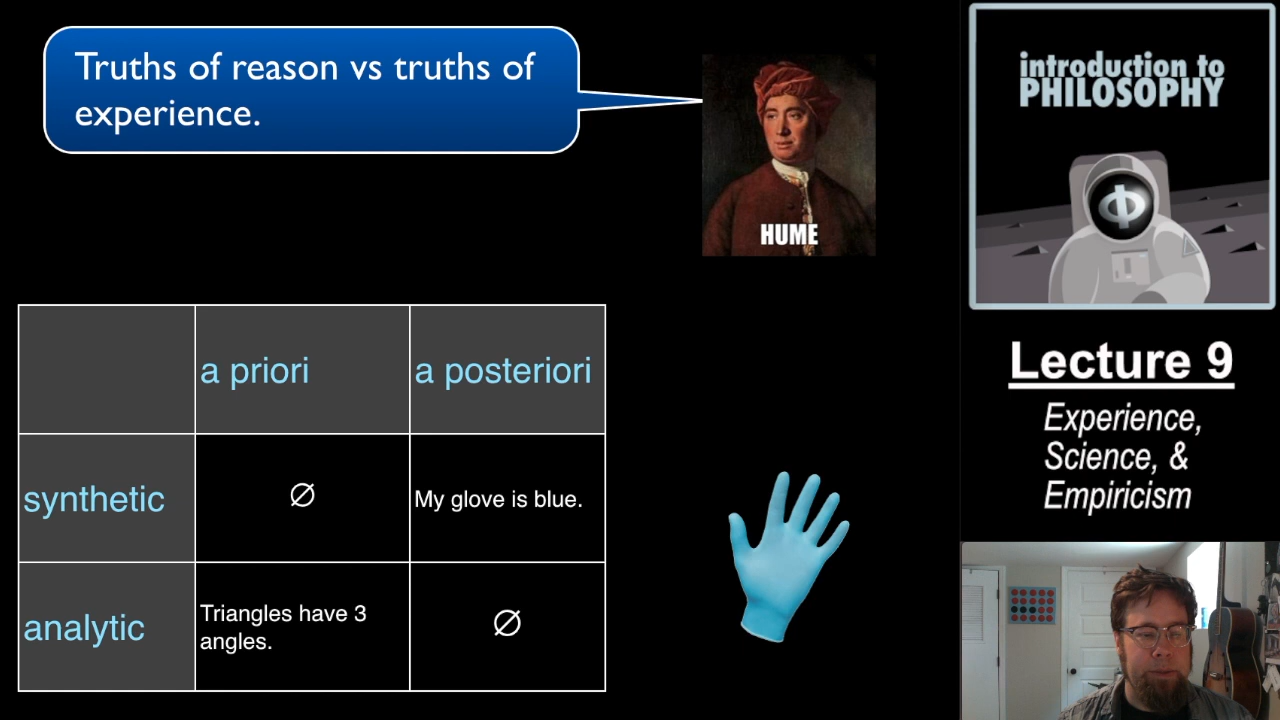 Truths of reason vs truths of
experience.
HUME
a priori
a posteriori
synthetic
∅
My glove is blue.
analytic
Triangles have 3
angles.
∅
introduction to
PHILOSOPHY
Φ
Lecture 9
Experience,
Science, &
Empiricism